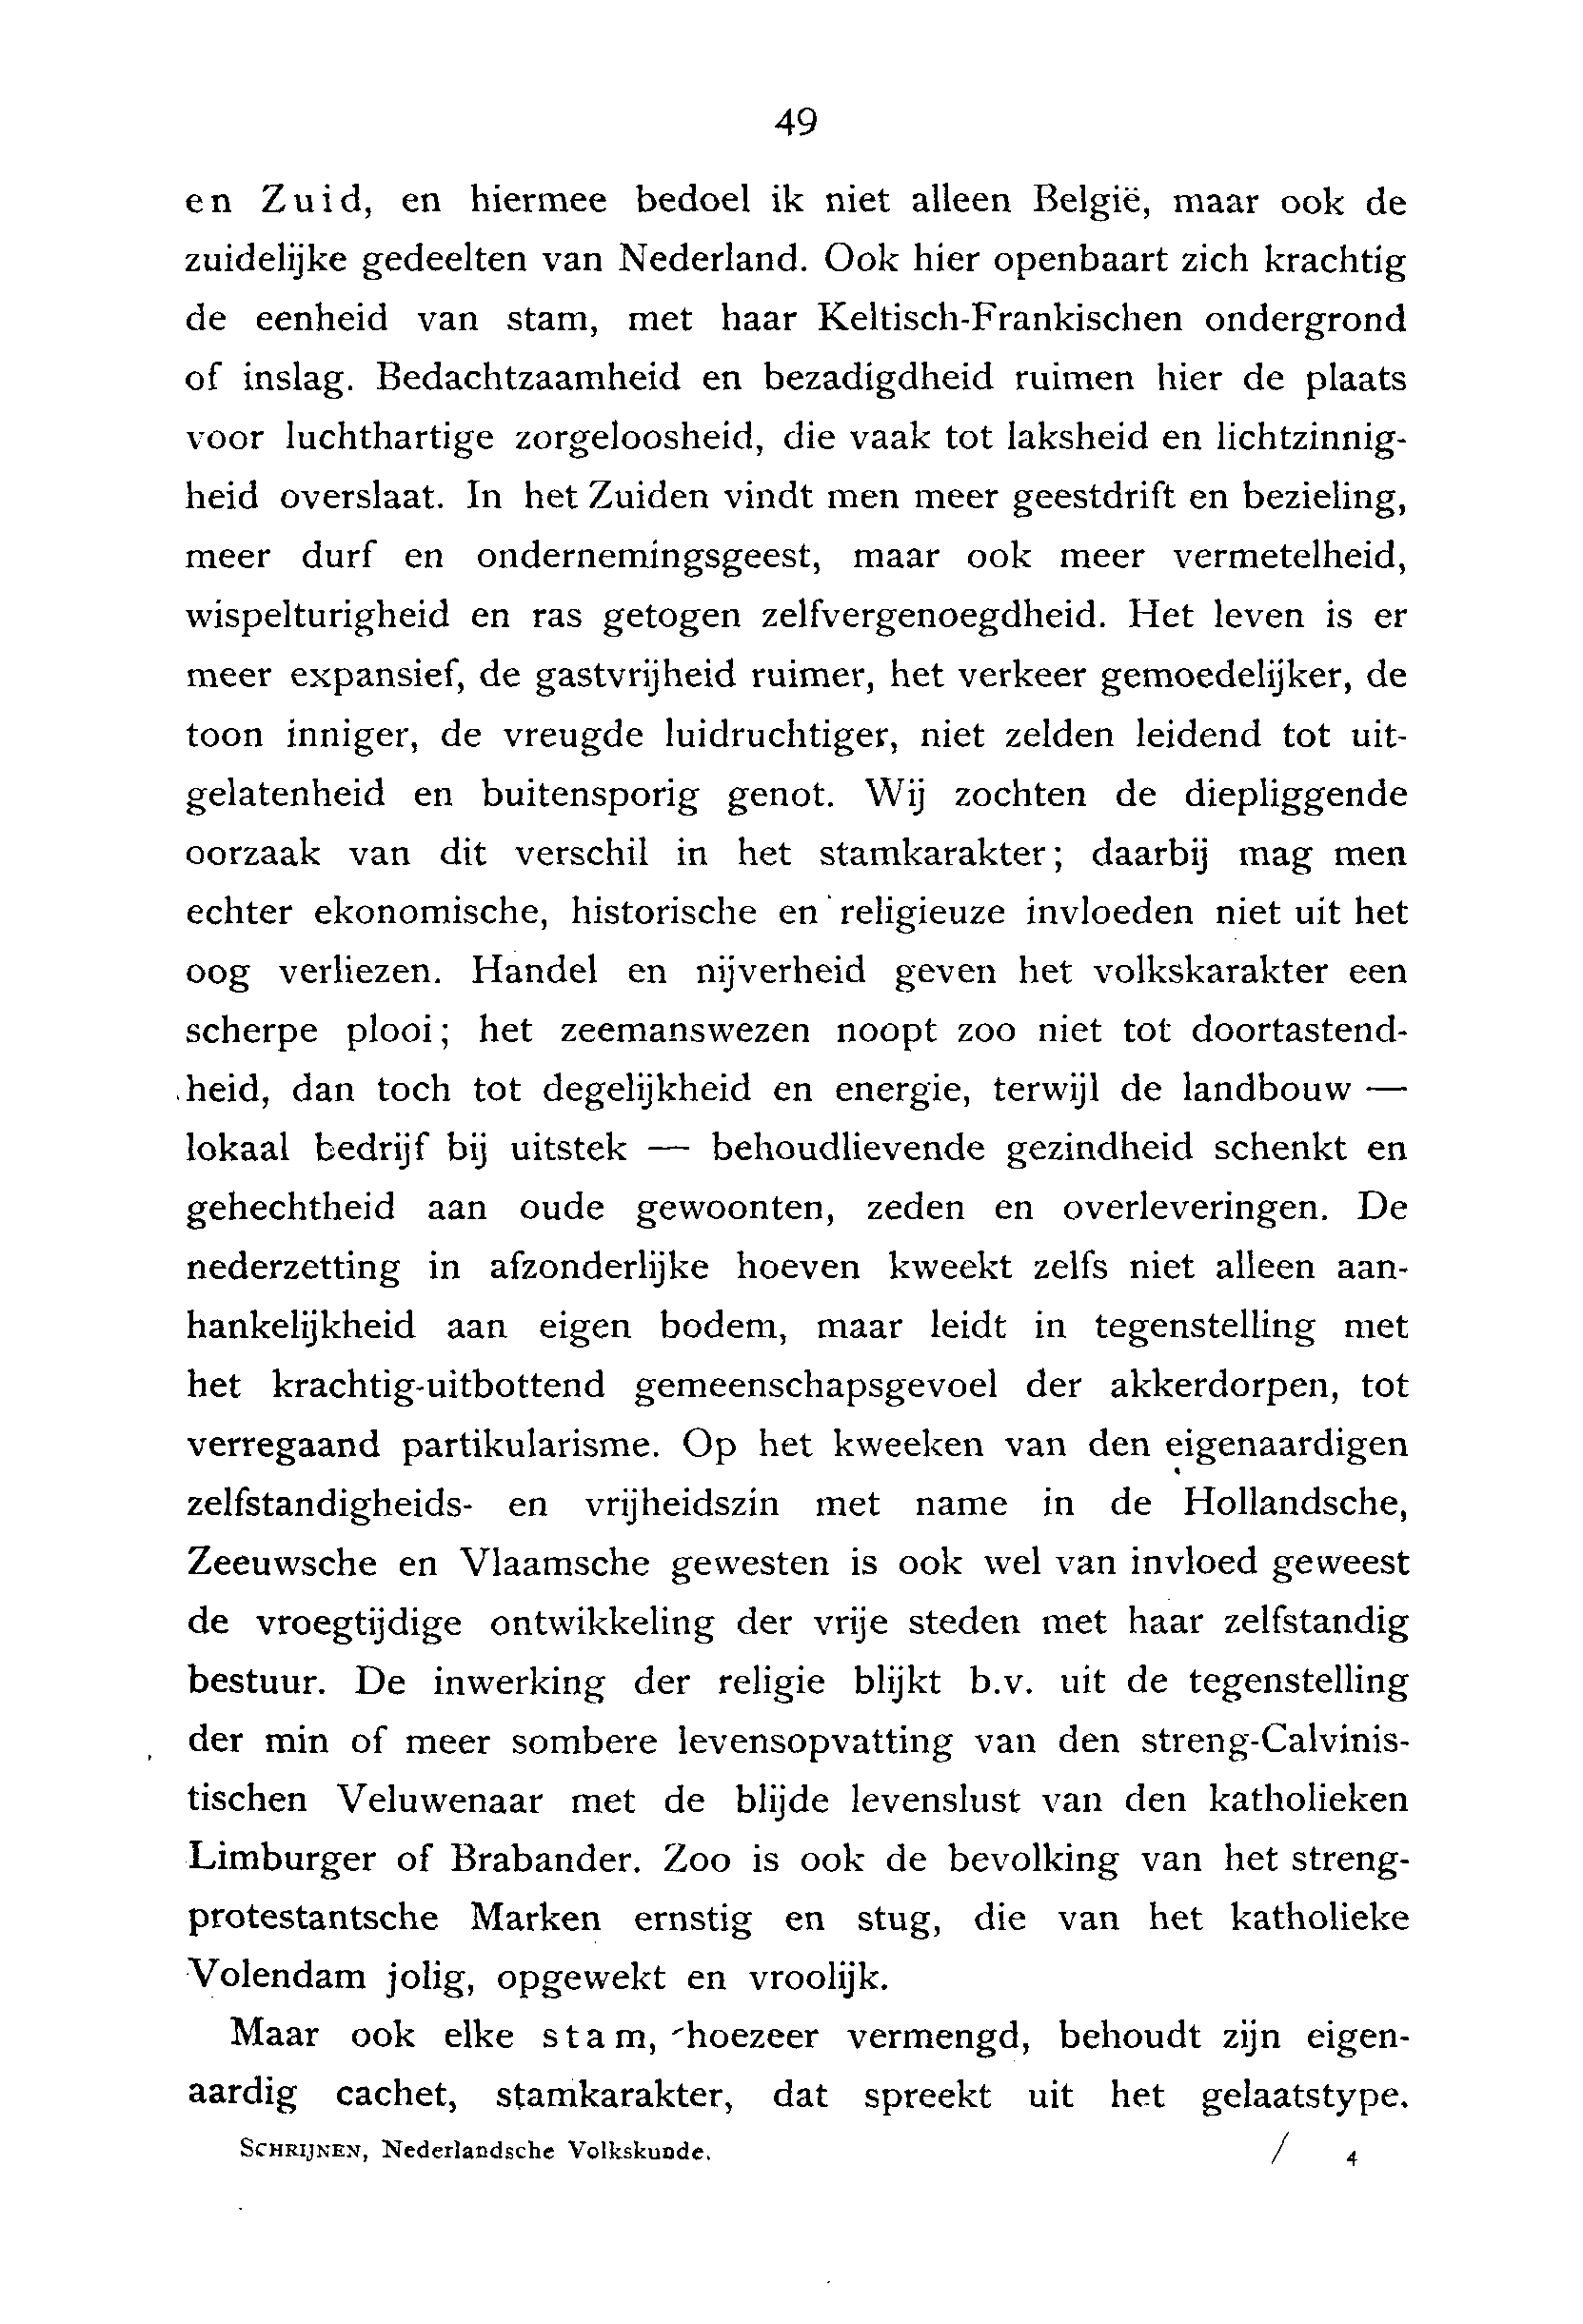 49
en Zuid, en hiermee bedoel ik niet alleen België, maar ook de
zuidelijke gedeelten van Nederland. Ook hier openbaart zich krachtig
de eenheid van stam, met haar Keltisch-Frankischen ondergrond
of inslag. Bedachtzaamheid en bezadigdheid ruimen hier de plaats
voor luchthartige zorgeloosheid, die vaak tot laksheid en lichtzinnig-
heid overslaat. In het Zuiden vindt men meer geestdrift en bezieling,
meer durf en ondernemingsgeest, maar ook meer vermetelheid,
wispelturigheid en ras getogen zelfvergenoegdheid. Het leven is er
meer expansief, de gastvrijheid ruimer, het verkeer gemoedelijker, de
toon inniger, de vreugde luidruchtiger, niet zelden leidend tot uit-
gelatenheid en buitensporig genot. Wij zochten de diepliggende
oorzaak van dit verschil in het stamkarakter; daarbij mag men
echter ekonomische, historische en religieuze invloeden niet uit het
oog verliezen. Handel en nijverheid geven het volkskarakter een
scherpe plooi; het zeemanswezen noopt zoo niet tot doortastend-
heid, dan toch tot degelijkheid en energie, terwijl de landbouw —
lokaal bedrijf bij uitstek — behoudlievende gezindheid schenkt en
gehechtheid aan oude gewoonten, zeden en overleveringen. De
nederzetting in afzonderlijke hoeven kweekt zelfs niet alleen aan-
hankelijkheid aan eigen bodem, maar leidt in tegenstelling met
het krachtig-uitbottend gemeenschapsgevoel der akkerdorpen, tot
verregaand partikularisme. Op het kweeken van den eigenaardigen
zelfstandigheids- en vrijheidszin met name in de Hollandsche,
Zeeuwsche en Vlaamsche gewesten is ook wel van invloed geweest
de vroegtijdige ontwikkeling der vrije steden met haar zelfstandig
bestuur. De inwerking der religie blijkt b.v. uit de tegenstelling
der min of meer sombere levensopvatting van den streng-Calvinis-
tischen Veluwenaar met de blijde levenslust van den katholieken
Limburger of Brabander. Zoo is ook de bevolking van het streng-
protestantsche Marken ernstig en stug, die van het katholieke
Volendam jolig, opgewekt en vroolijk.
Maar ook elke stam, hoezeer vermengd, behoudt zijn eigen-
aardig cachet, stamkarakter, dat spreekt uit het gelaatstype.
SCHRIJNEN, Nederlandsche Volkskunde. / 4